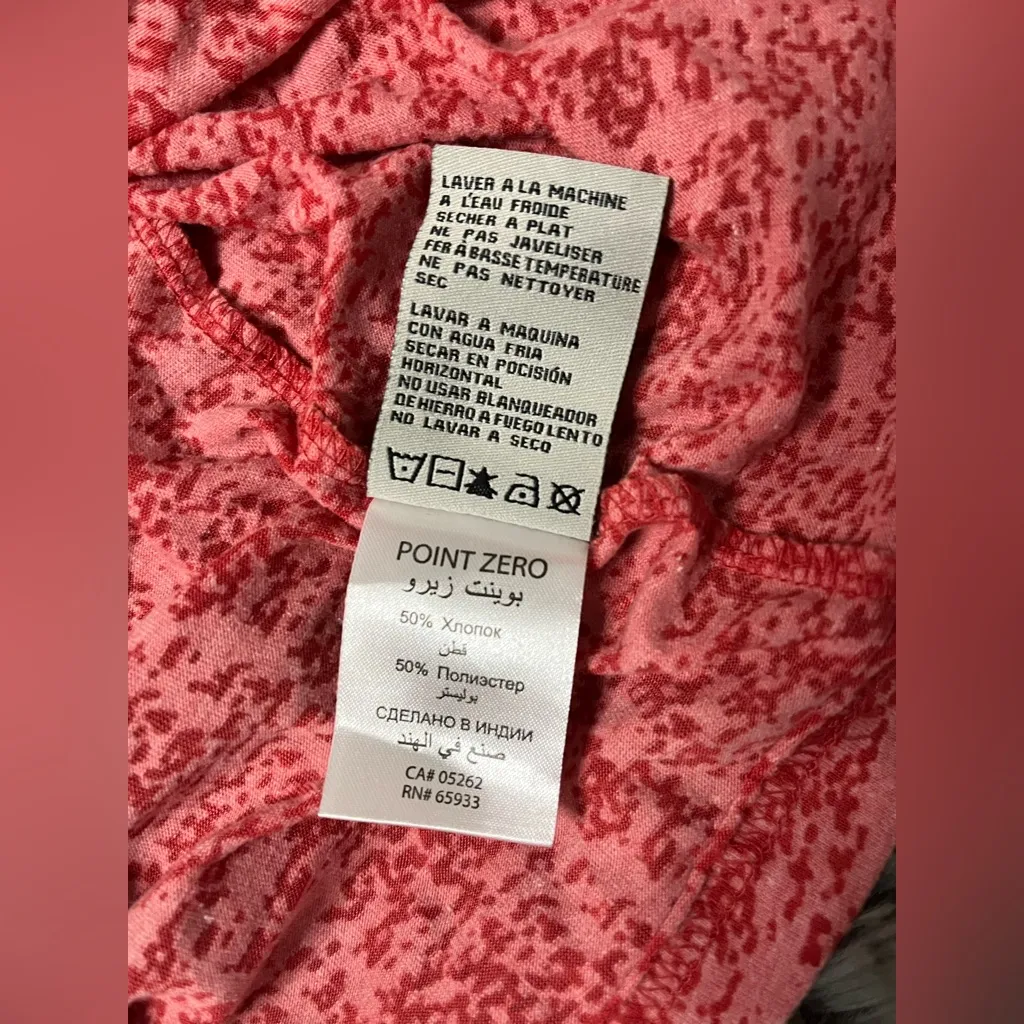 LAVER A LA MACHINE
A L'EAU FROIDE
SECHER A PLAT
NE PAS JAVELISER
FER À BASSE TEMPERATURE
NE PAS NETTOYER
SEC
LAVAR A MAQUINA
CON AGUA FRIA
SECAR EN POCISIÓN
HORIZONTAL
NO USAR BLANQUEADOR
DE HIERRO A FUEGO LENTO
NO LAVAR A SECO
POINT ZERO
بوينت زيرو
50% Хлопок
قطن
50% Полиэстер
بوليستر
СДЕЛАНО В ИНДИИ
صنع في الهند
CA# 05262
RN# 65933